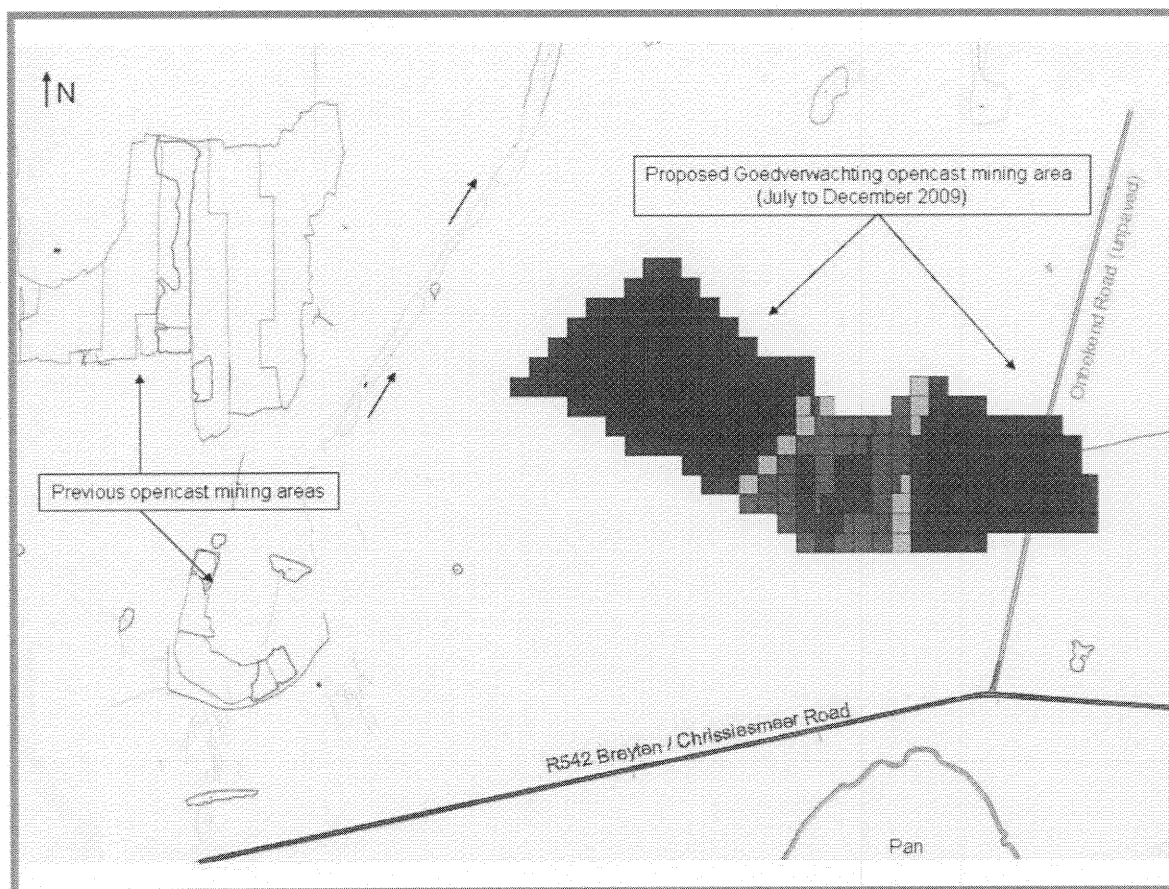 N
Proposed Goedverwachting opencast mining area
(July to December 2009)
Onbekend Road (unpaved)
Previous opencast mining areas
R542 Breyten / Chrissiesmeer Road
Pan